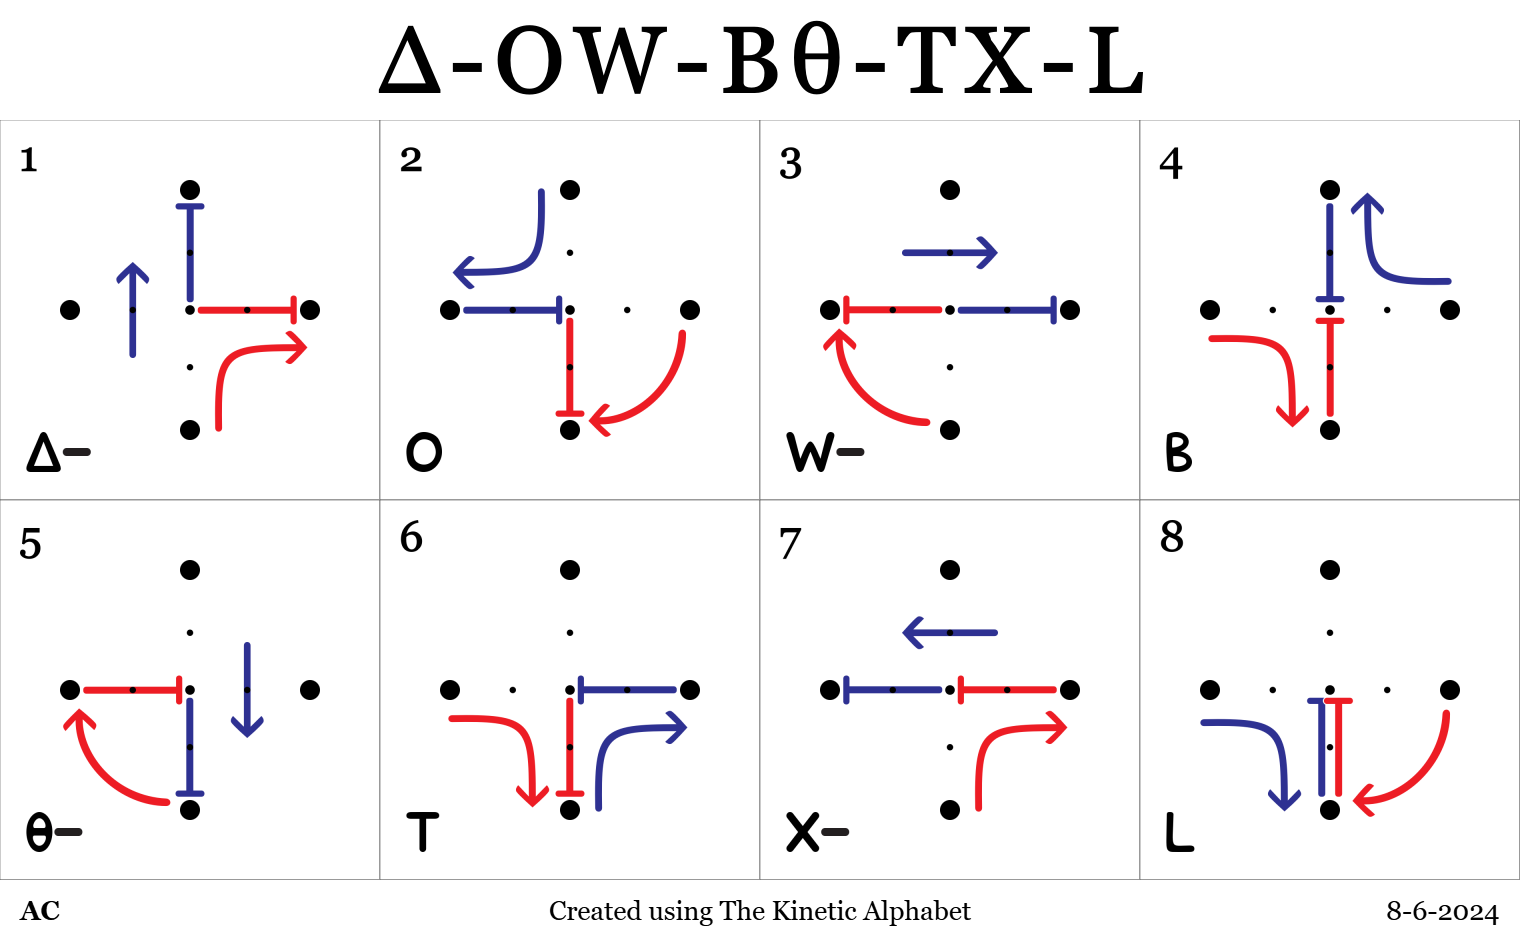 Δ-OW-Bθ-TX-L
1
2
3
4
Δ-
O
W-
B
5
6
7
8
θ-
T
X-
L
AC
Created using The Kinetic Alphabet
8-6-2024